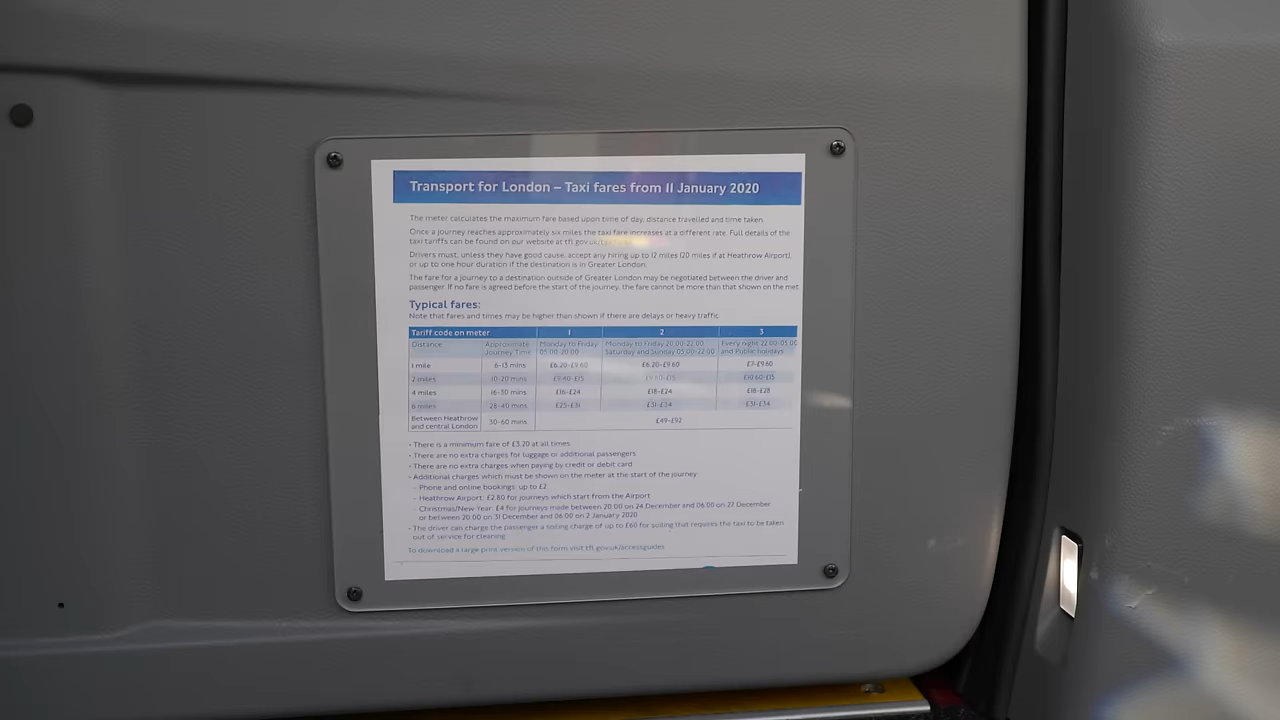 Transport for London – Taxi fares from 11 January 2020
The meter calculates the maximum fare based upon time of day, distance travelled and time taken.
Once a journey reaches approximately six miles the taxi fare increases at a different rate. Full details of the
taxi tariffs can be found on our website at tfl.gov.uk/
Drivers must, unless they have good cause, accept any hiring up to 12 miles (20 miles if at Heathrow Airport),
or up to one hour duration if the destination is in Greater London.
The fare for a journey to a destination outside of Greater London may be negotiated between the driver and
passenger. If no fare is agreed before the start of the journey, the fare cannot be more than that shown on the met
Typical fares:
Note that fares and times may be higher than shown if there are delays or heavy traffic.
Tariff code on meter 1 2 3
Distance Approximate Journey Time Monday to Friday 05:00-20:00 Monday to Friday 20:00-22:00 Saturday and Sunday 05:00-22:00 Every night 22:00-05:00 and Public holidays
1 mile 6-13 mins £6.20-£9.60 £6.20-£9.60 £7-£9.60
2 miles 10-20 mins £9.40-£15 £9.80-£15 £10.60-£15
4 miles 16-30 mins £16-£24 £18-£24 £18-£28
6 miles 28-40 mins £25-£31 £31-£34 £31-£34
Between Heathrow and central London 30-60 mins £49-£92
• There is a minimum fare of £3.20 at all times
• There are no extra charges for luggage or additional passengers
• There are no extra charges when paying by credit or debit card
• Additional charges which must be shown on the meter at the start of the journey:
– Phone and online bookings: up to £2
– Heathrow Airport: £2.80 for journeys which start from the Airport
– Christmas/New Year: £4 for journeys made between 20:00 on 24 December and 06:00 on 27 December
or between 20:00 on 31 December and 06:00 on 2 January 2020
• The driver can charge the passenger a soiling charge of up to £60 for soiling that requires the taxi to be taken
out of service for cleaning
To download a large print version of this form visit tfl.gov.uk/accessguides